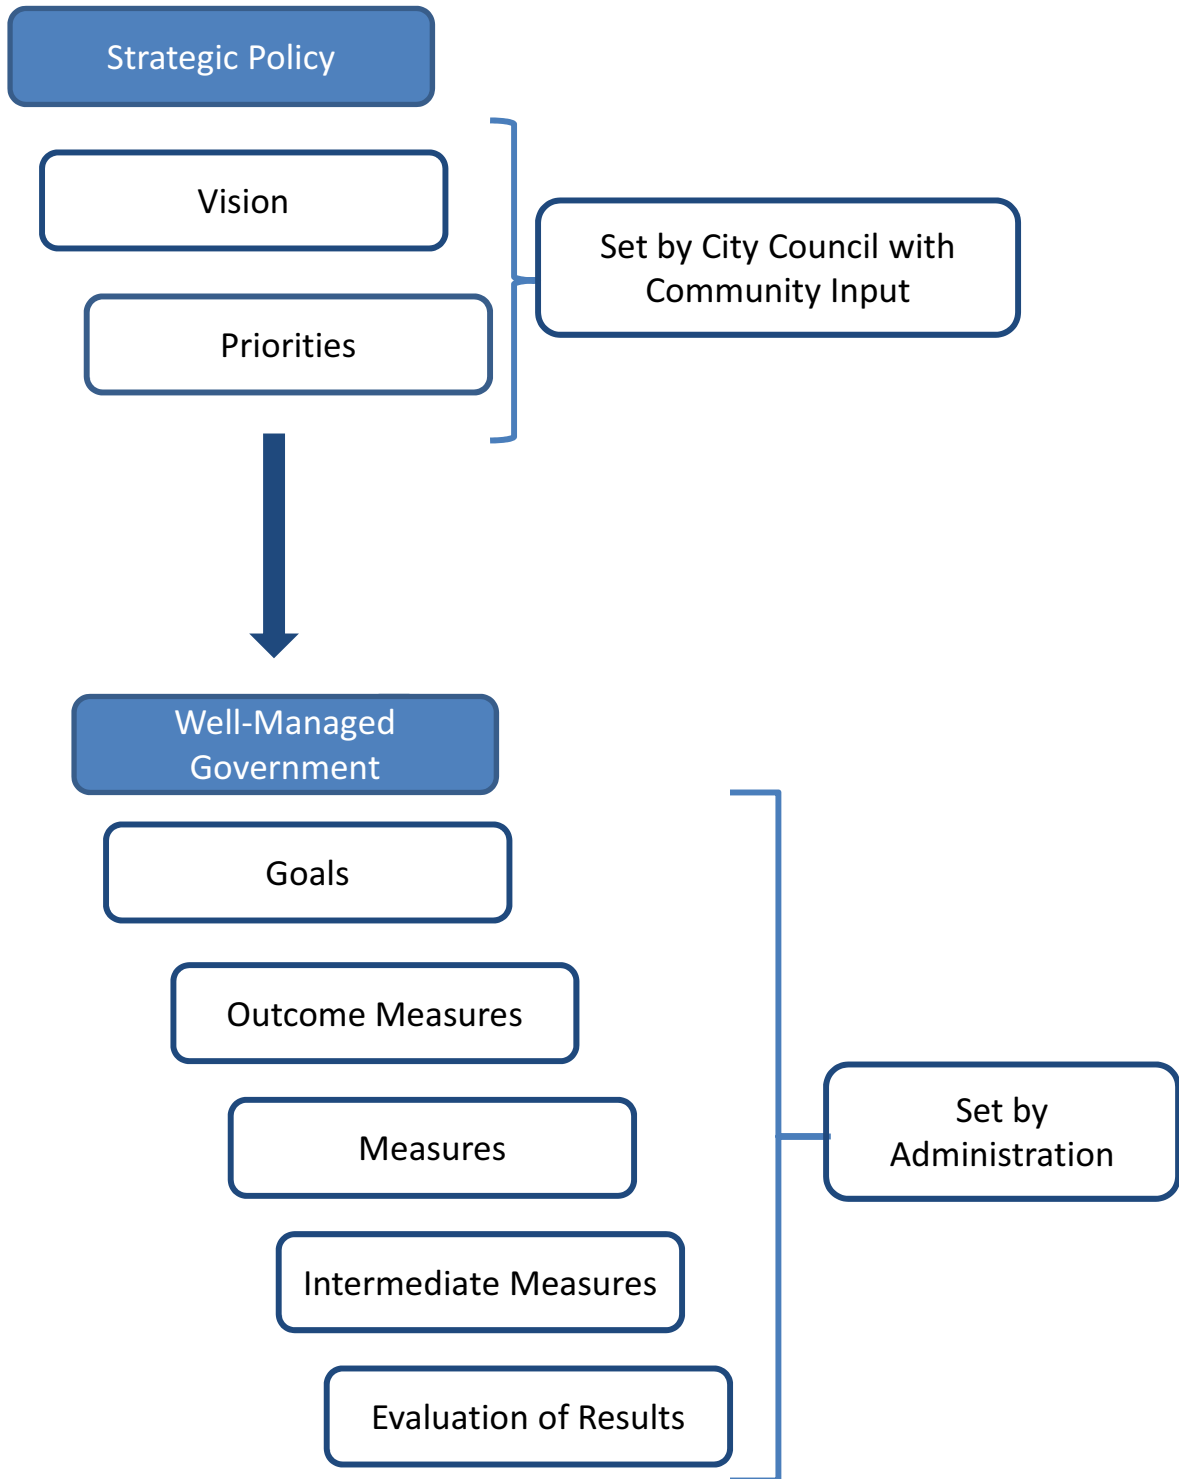 Strategic Policy
Vision
Priorities
Set by City Council with
Community Input
Well-Managed
Government
Goals
Outcome Measures
Measures
Intermediate Measures
Evaluation of Results
Set by
Administration